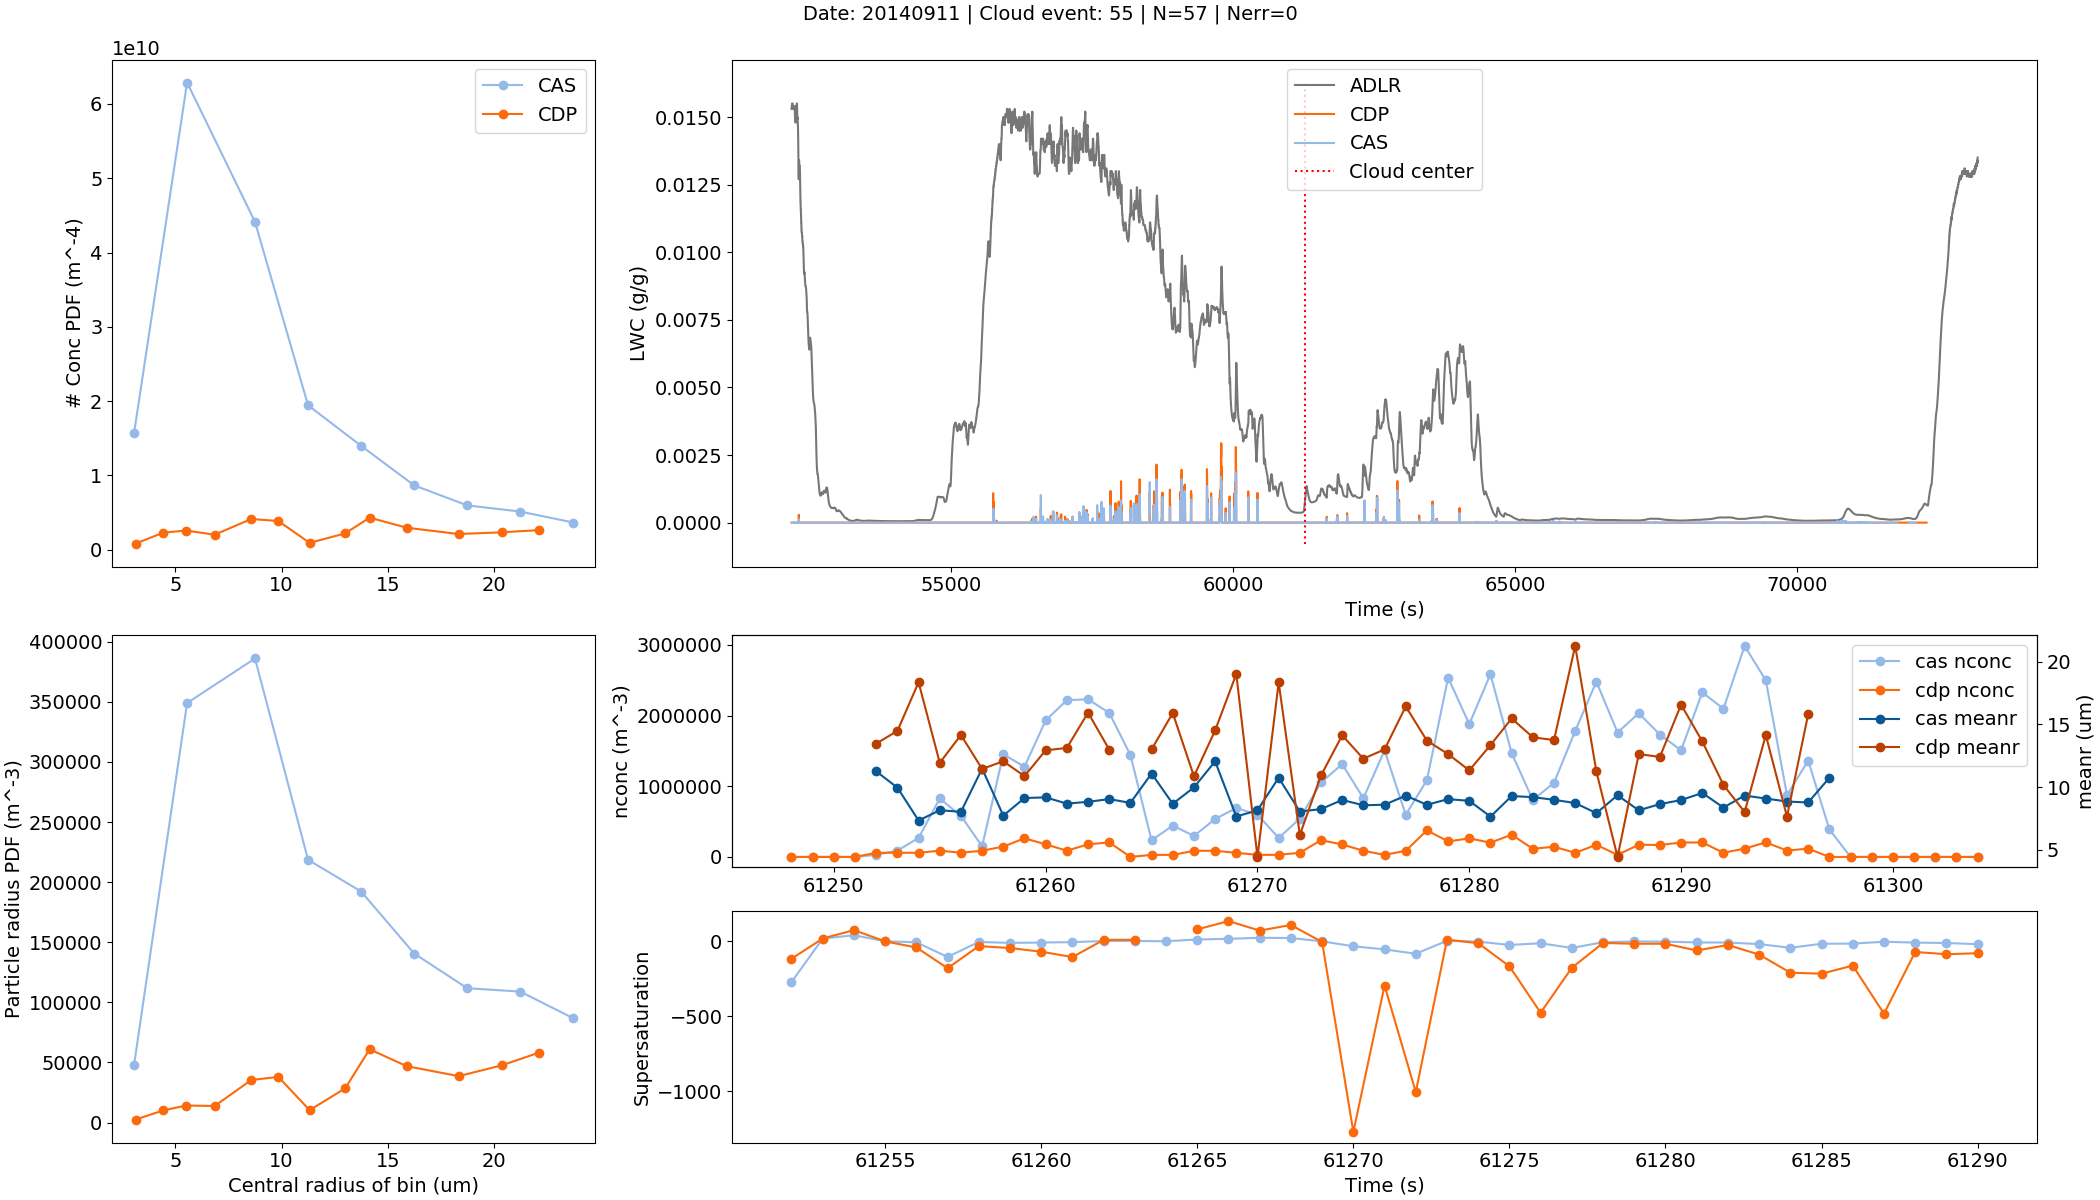 Date: 20140911 | Cloud event: 55 | N=57 | Nerr=0
1e10
# Conc PDF (m^-4)
6
5
4
3
2
1
0
CAS
CDP
5 10 15 20
LWC (g/g)
0.0150
0.0125
0.0100
0.0075
0.0050
0.0025
0.0000
ADLR
CDP
CAS
Cloud center
55000 60000 65000 70000
Time (s)
Particle radius PDF (m^-3)
400000
350000
300000
250000
200000
150000
100000
50000
0
5 10 15 20
Central radius of bin (um)
nconc (m^-3)
3000000
2000000
1000000
0
cas nconc
cdp nconc
cas meanr
cdp meanr
20
15
10
5
meanr (um)
61250 61260 61270 61280 61290 61300
Supersaturation
0
−500
−1000
61255 61260 61265 61270 61275 61280 61285 61290
Time (s)